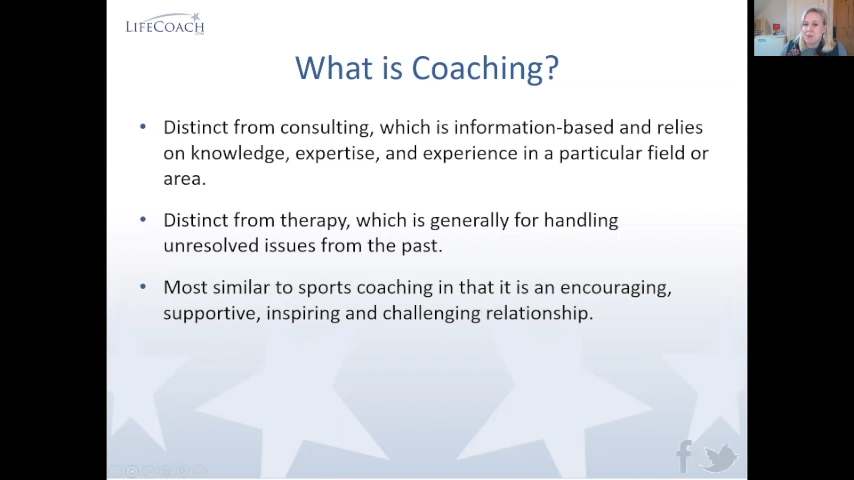 LIFECOACH
What is Coaching?
• Distinct from consulting, which is information-based and relies
on knowledge, expertise, and experience in a particular field or
area.
• Distinct from therapy, which is generally for handling
unresolved issues from the past.
• Most similar to sports coaching in that it is an encouraging,
supportive, inspiring and challenging relationship.